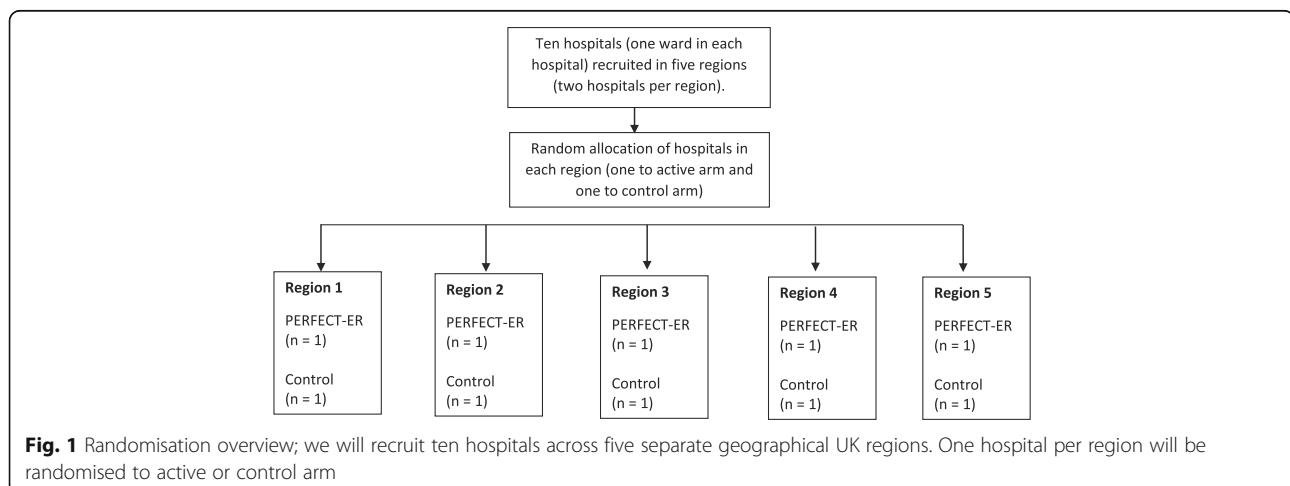 Ten hospitals (one ward in each
hospital) recruited in five regions
(two hospitals per region).
Random allocation of hospitals in
each region (one to active arm and
one to control arm)
Region 1
PERFECT-ER
(n = 1)
Control
(n = 1)
Region 2
PERFECT-ER
(n = 1)
Control
(n = 1)
Region 3
PERFECT-ER
(n = 1)
Control
(n = 1)
Region 4
PERFECT-ER
(n = 1)
Control
(n = 1)
Region 5
PERFECT-ER
(n = 1)
Control
(n = 1)
Fig. 1 Randomisation overview; we will recruit ten hospitals across five separate geographical UK regions. One hospital per region will be
randomised to active or control arm